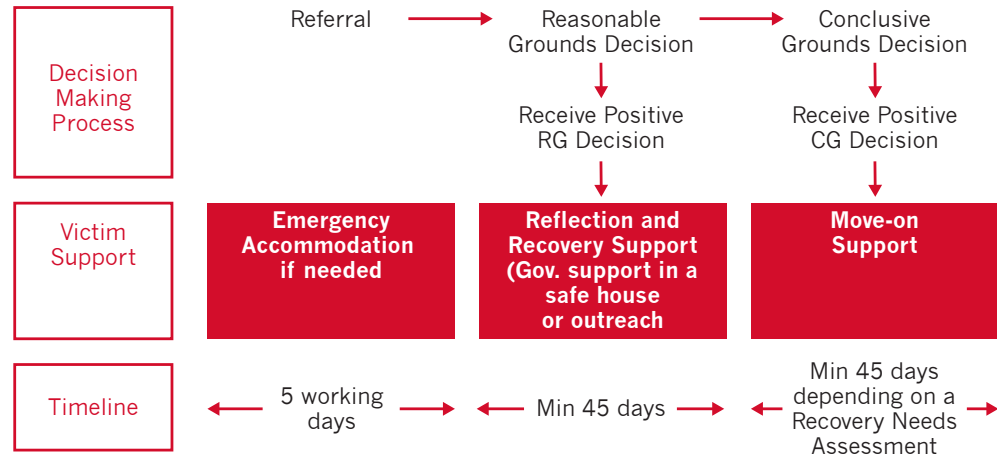 Decision
Making
Process
Referral
Reasonable
Grounds Decision
Conclusive
Grounds Decision
Receive Positive
RG Decision
Receive Positive
CG Decision
Victim
Support
Emergency
Accommodation
if needed
Reflection and
Recovery Support
(Gov. support in a
safe house
or outreach
Move-on
Support
Timeline
5 working
days
Min 45 days
Min 45 days
depending on a
Recovery Needs
Assessment